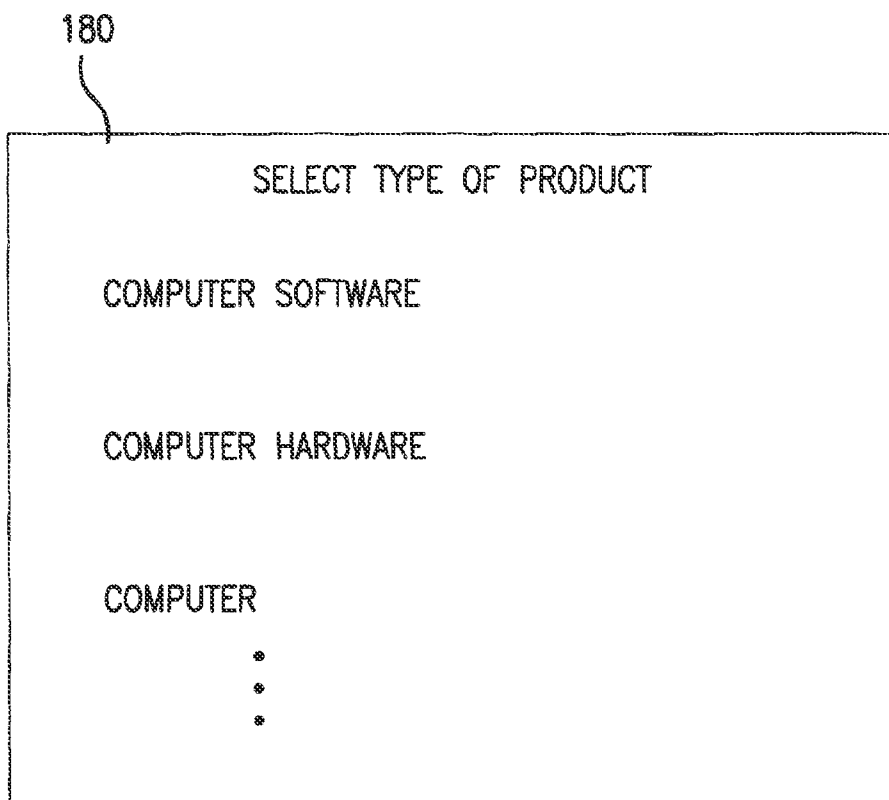 180
SELECT TYPE OF PRODUCT
COMPUTER SOFTWARE
COMPUTER HARDWARE
COMPUTER